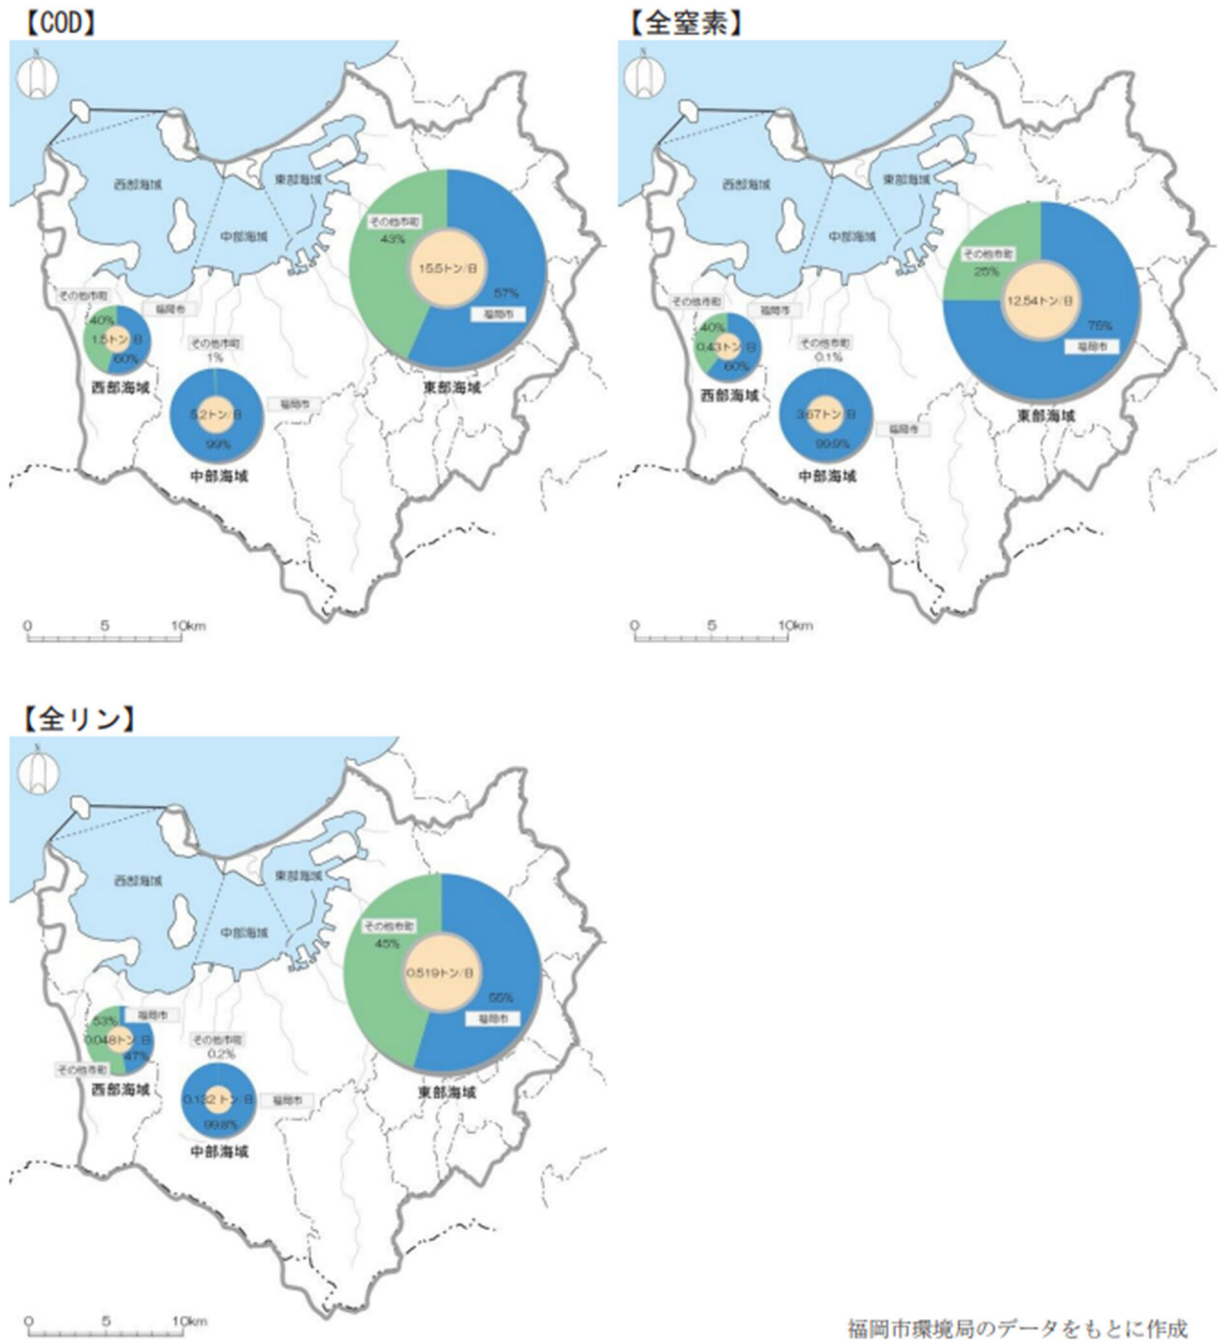 【COD】
N
西部海域
東部海域
中部海域
その他市町
43%
15.5トン/日
57%
福岡市
東部海域
その他市町
福岡市
40%
1.5トン/日
60%
西部海域
その他市町
1%
5.2トン/日
福岡市
99%
中部海域
0 5 10km
【全窒素】
N
西部海域
東部海域
中部海域
その他市町
25%
12.54トン/日
75%
福岡市
東部海域
その他市町
福岡市
40%
0.43トン/日
60%
西部海域
その他市町
0.1%
3.67トン/日
福岡市
99.9%
中部海域
0 5 10km
【全リン】
N
西部海域
東部海域
中部海域
その他市町
45%
0.519トン/日
55%
福岡市
東部海域
53%
福岡市
0.048トン/日
47%
その他市町
西部海域
その他市町
0.2%
0.132トン/日
福岡市
99.8%
中部海域
0 5 10km
福岡市環境局のデータをもとに作成